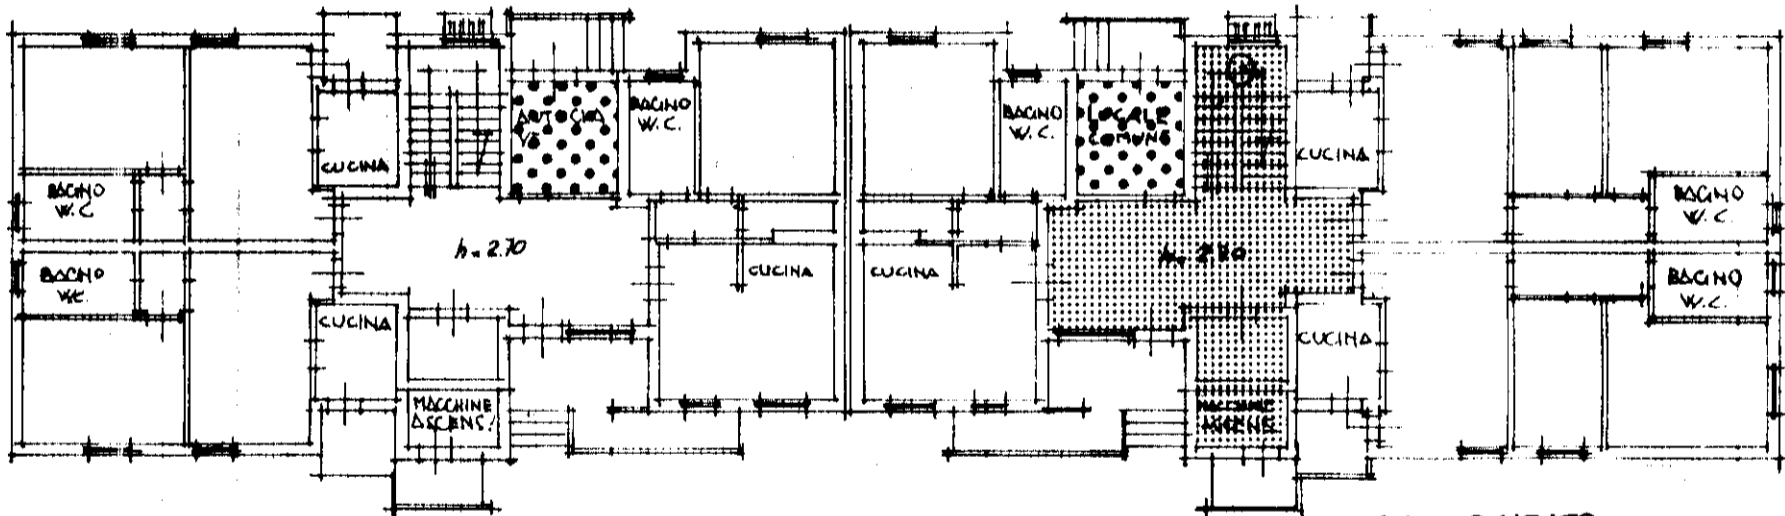 BAGNO
W.C.
BAGNO
W.C.
CUCINA
CUCINA
h = 2.70
MACCHINE
ASCENS.
BAGNO
W.C.
CUCINA
CUCINA
BAGNO
W.C.
LOCALE
COMUNE
h = 2.70
MACCHINE
ASCENS.
CUCINA
CUCINA
BAGNO
W.C.
BAGNO
W.C.